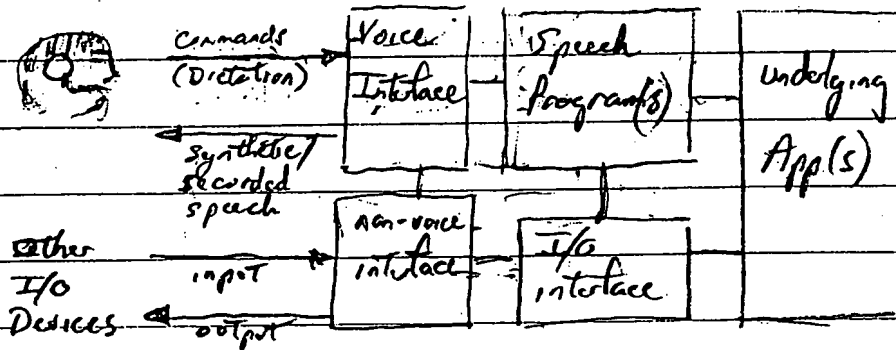 Commands
(Dictation)
synthetic/
recorded
speech
Voice
Interface
Speech
Program(s)
Underlying
App(s)
other
I/O
Devices
input
output
non-voice
interface
I/O
interface